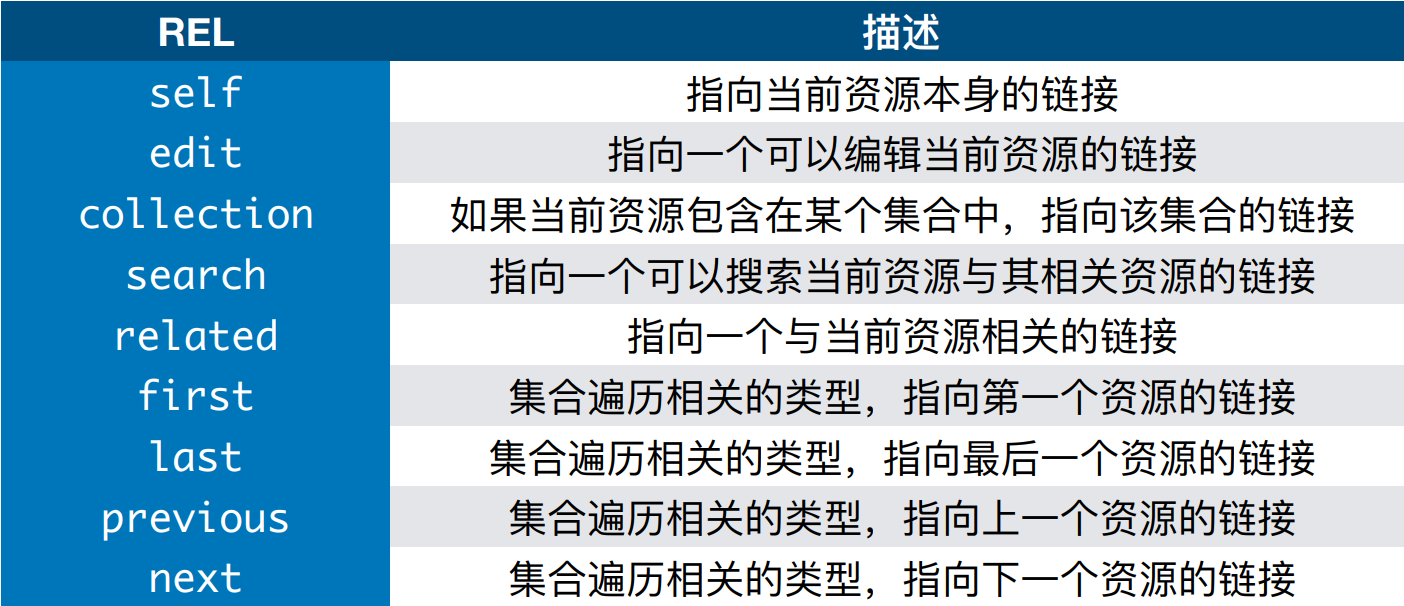 REL 描述
self 指向当前资源本身的链接
edit 指向一个可以编辑当前资源的链接
collection 如果当前资源包含在某个集合中，指向该集合的链接
search 指向一个可以搜索当前资源与其相关资源的链接
related 指向一个与当前资源相关的链接
first 集合遍历相关的类型，指向第一个资源的链接
last 集合遍历相关的类型，指向最后一个资源的链接
previous 集合遍历相关的类型，指向上一个资源的链接
next 集合遍历相关的类型，指向下一个资源的链接